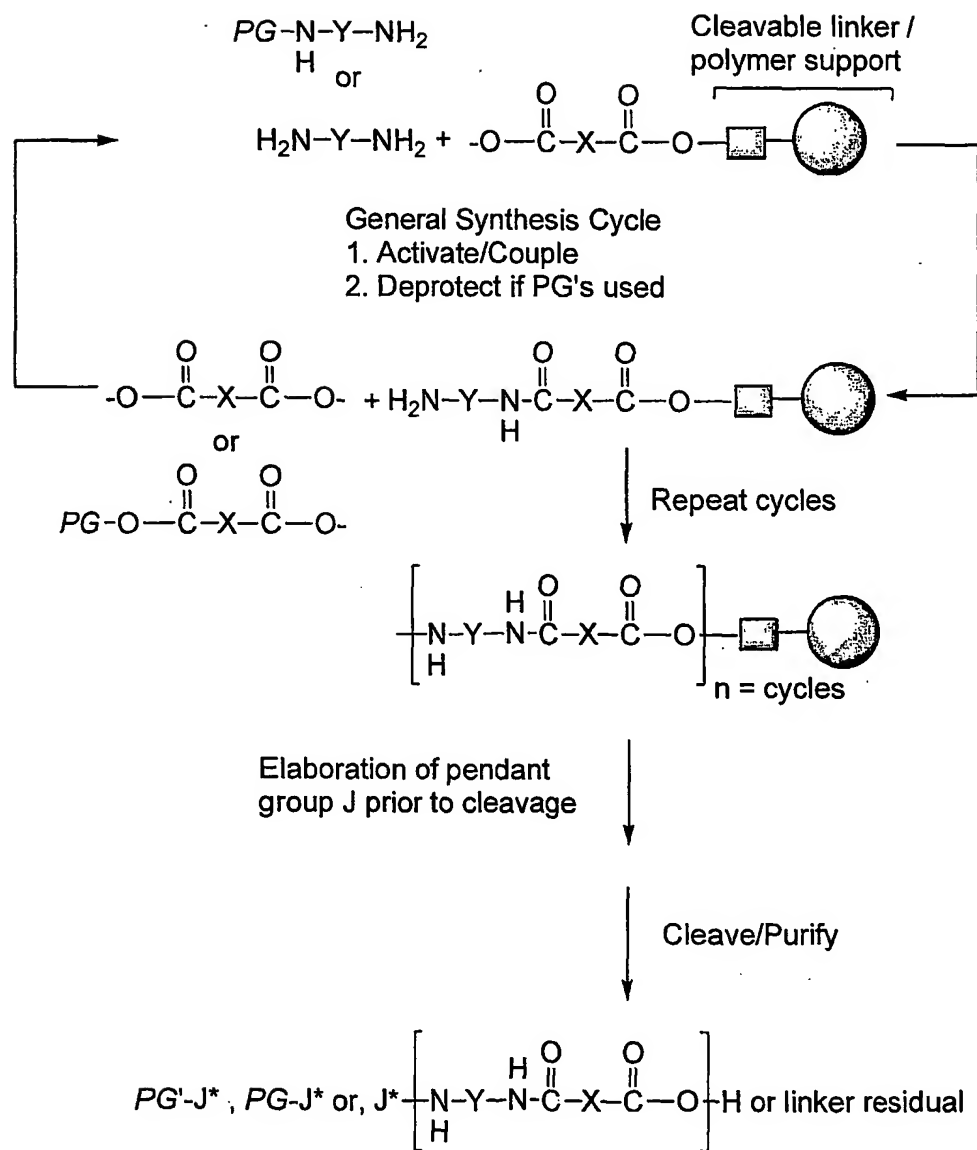 PG-N-Y-NH2
H
or
Cleavable linker /
polymer support
O O
H2N-Y-NH2 + -O-C-X-C-O
General Synthesis Cycle
1. Activate/Couple
2. Deprotect if PG's used
O O O O
-O-C-X-C-O- + H2N-Y-N-C-X-C-O
H
or
O O
PG-O-C-X-C-O-
Repeat cycles
H O O
N-Y-N-C-X-C-O
H
n = cycles
Elaboration of pendant
group J prior to cleavage
Cleave/Purify
H O O
PG'-J* , PG-J* or, J* N-Y-N-C-X-C-O H or linker residual
H